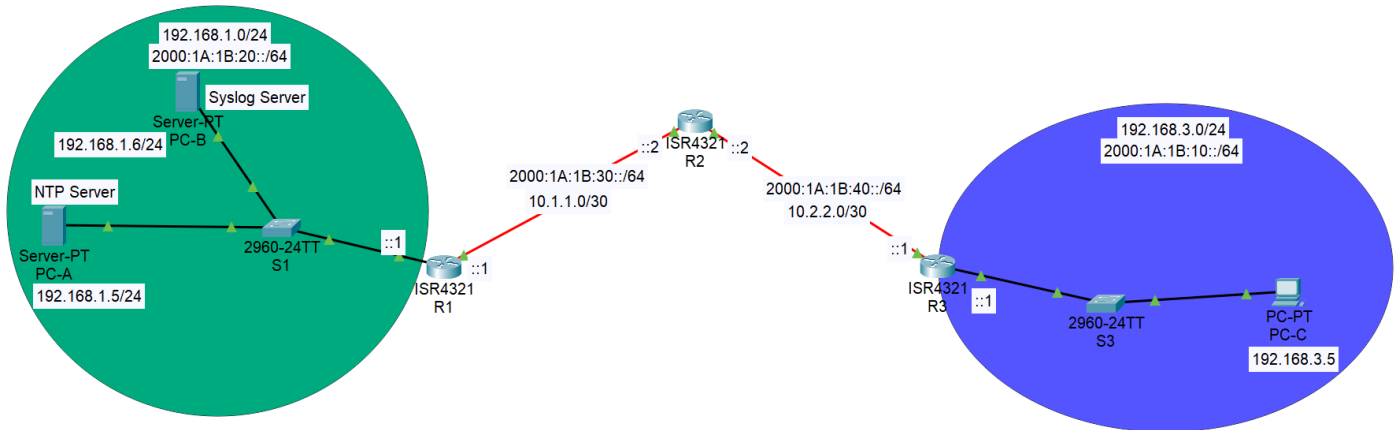 192.168.1.0/24
2000:1A:1B:20::/64
Syslog Server
Server-PT
PC-B
192.168.1.6/24
NTP Server
Server-PT
PC-A
192.168.1.5/24
2960-24TT
S1
::1
ISR4321
R1
::1
2000:1A:1B:30::/64
10.1.1.0/30
::2
ISR4321
R2
::2
2000:1A:1B:40::/64
10.2.2.0/30
::1
ISR4321
R3
::1
192.168.3.0/24
2000:1A:1B:10::/64
2960-24TT
S3
PC-PT
PC-C
192.168.3.5